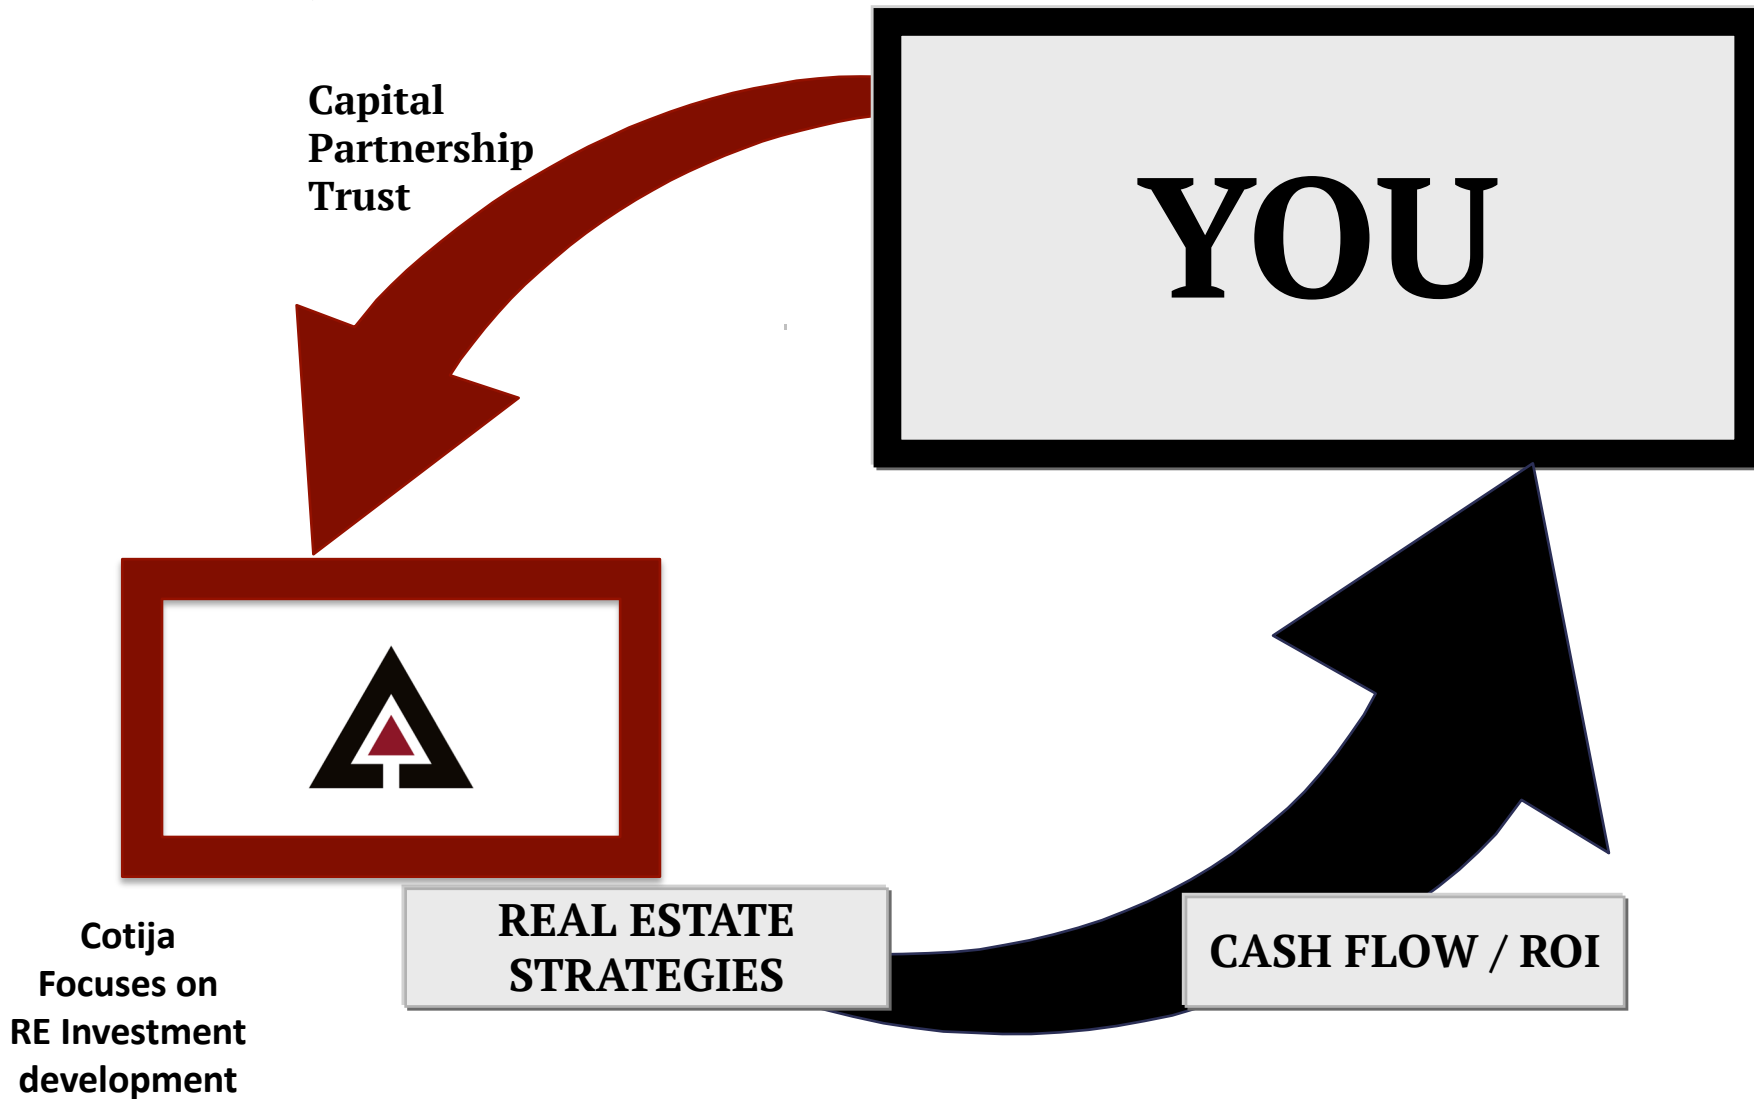 Capital
Partnership
Trust
YOU
REAL ESTATE
STRATEGIES
CASH FLOW / ROI
Cotija
Focuses on
RE Investment
development